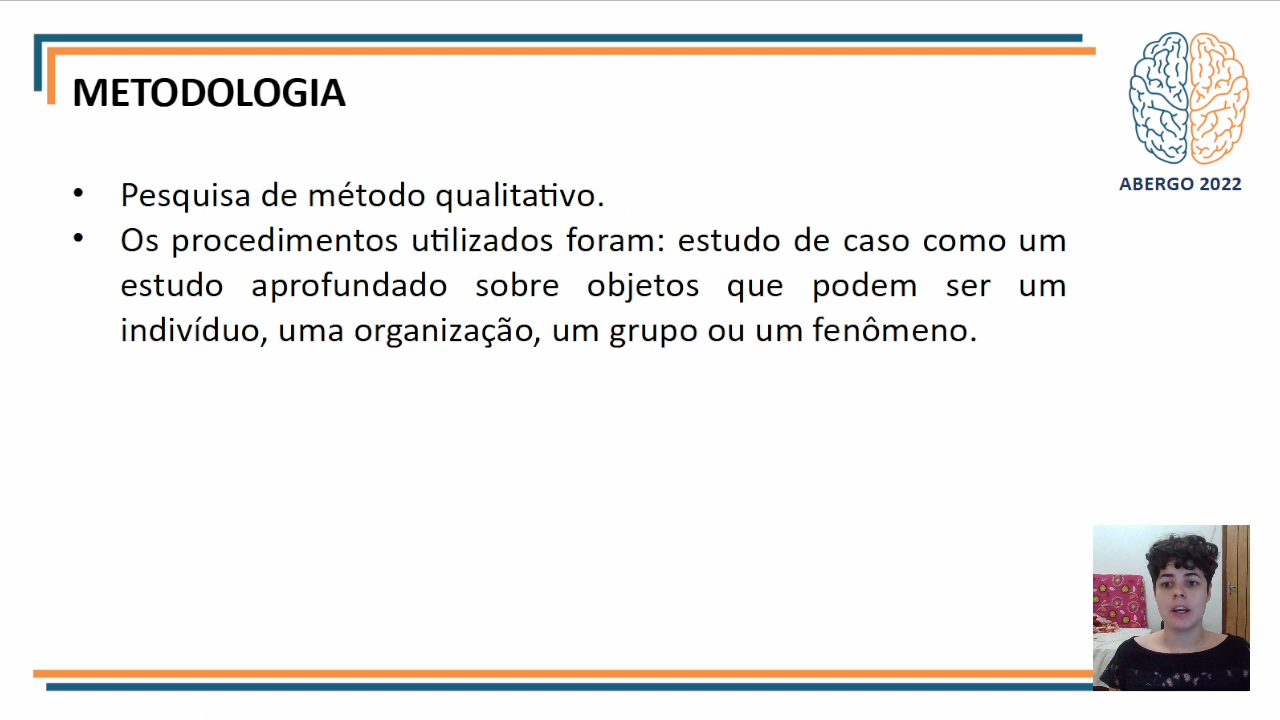 METODOLOGIA
ABERGO 2022
• Pesquisa de método qualitativo.
• Os procedimentos utilizados foram: estudo de caso como um
estudo aprofundado sobre objetos que podem ser um
indivíduo, uma organização, um grupo ou um fenômeno.